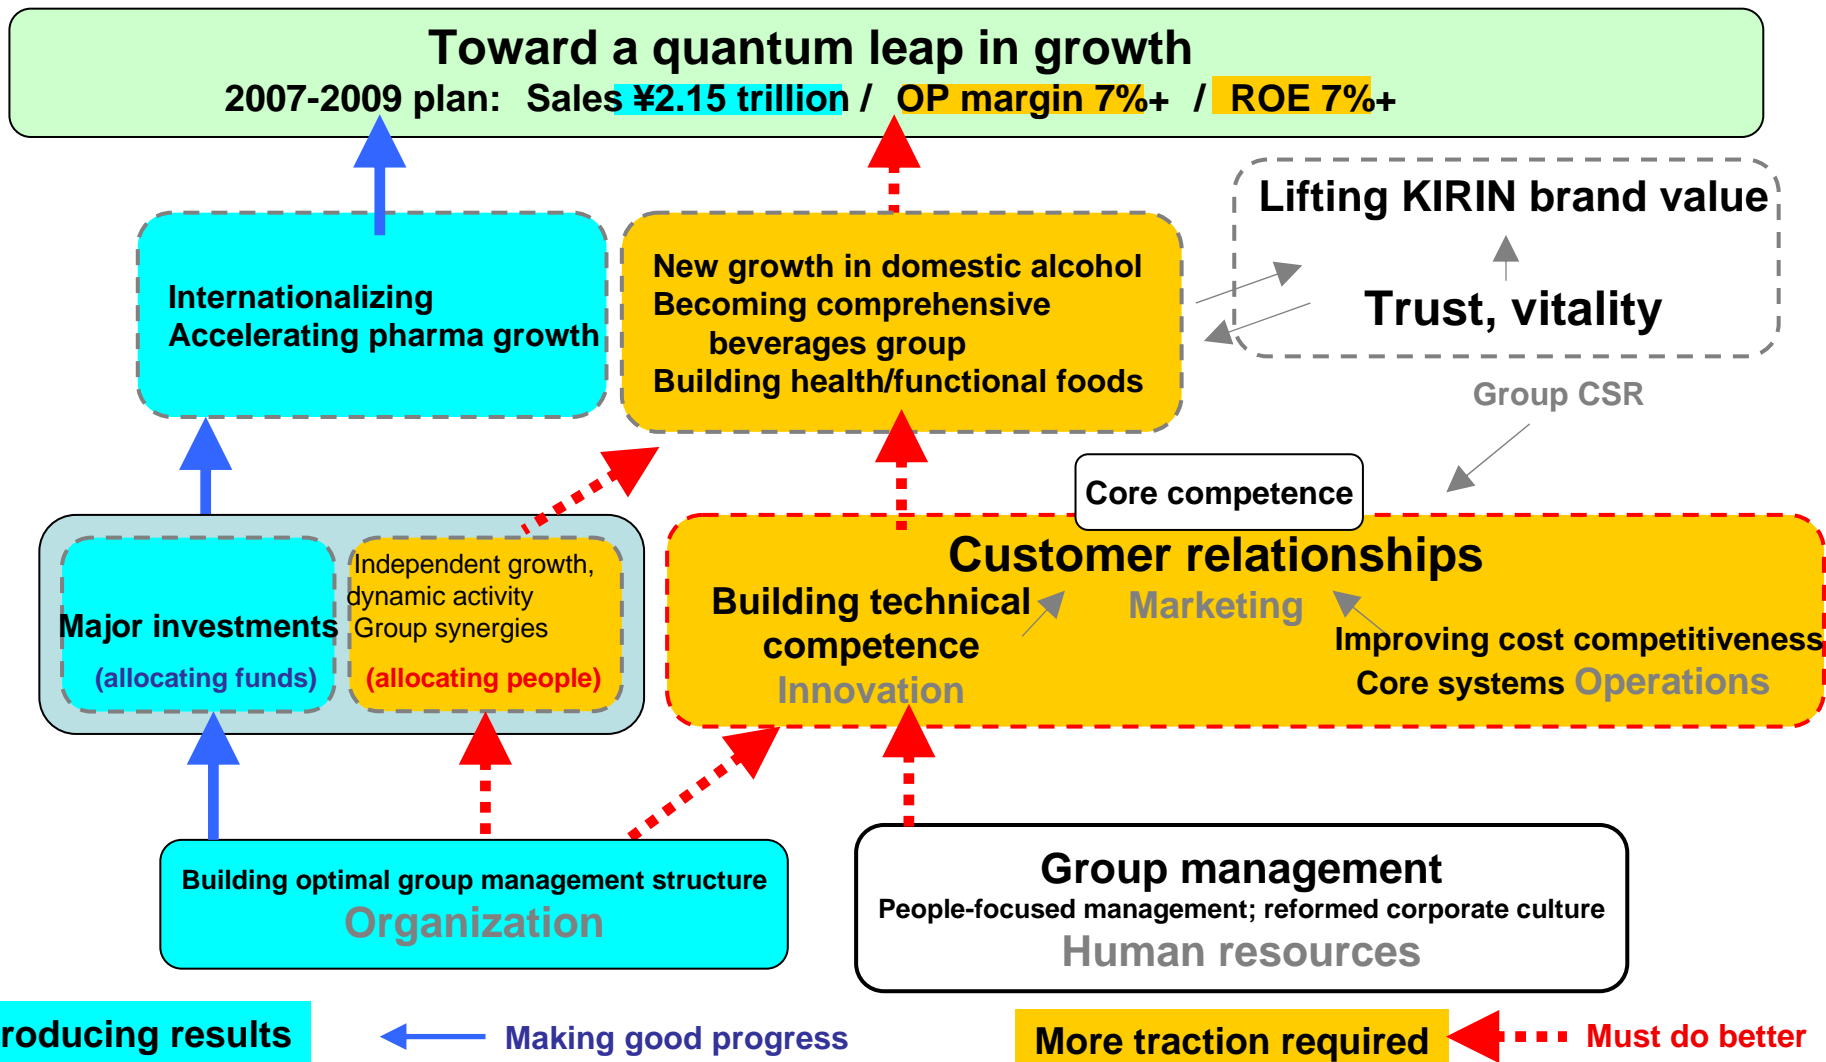 Toward a quantum leap in growth
2007-2009 plan: Sales ¥2.15 trillion / OP margin 7%+ / ROE 7%+
Internationalizing
Accelerating pharma growth
New growth in domestic alcohol
Becoming comprehensive
beverages group
Building health/functional foods
Lifting KIRIN brand value
Trust, vitality
Group CSR
Core competence
Major investments
(allocating funds)
Independent growth,
dynamic activity
Group synergies
(allocating people)
Customer relationships
Building technical
competence
Innovation
Marketing
Improving cost competitiveness
Core systems Operations
Building optimal group management structure
Organization
Group management
People-focused management; reformed corporate culture
Human resources
roducing results
Making good progress
More traction required
Must do better